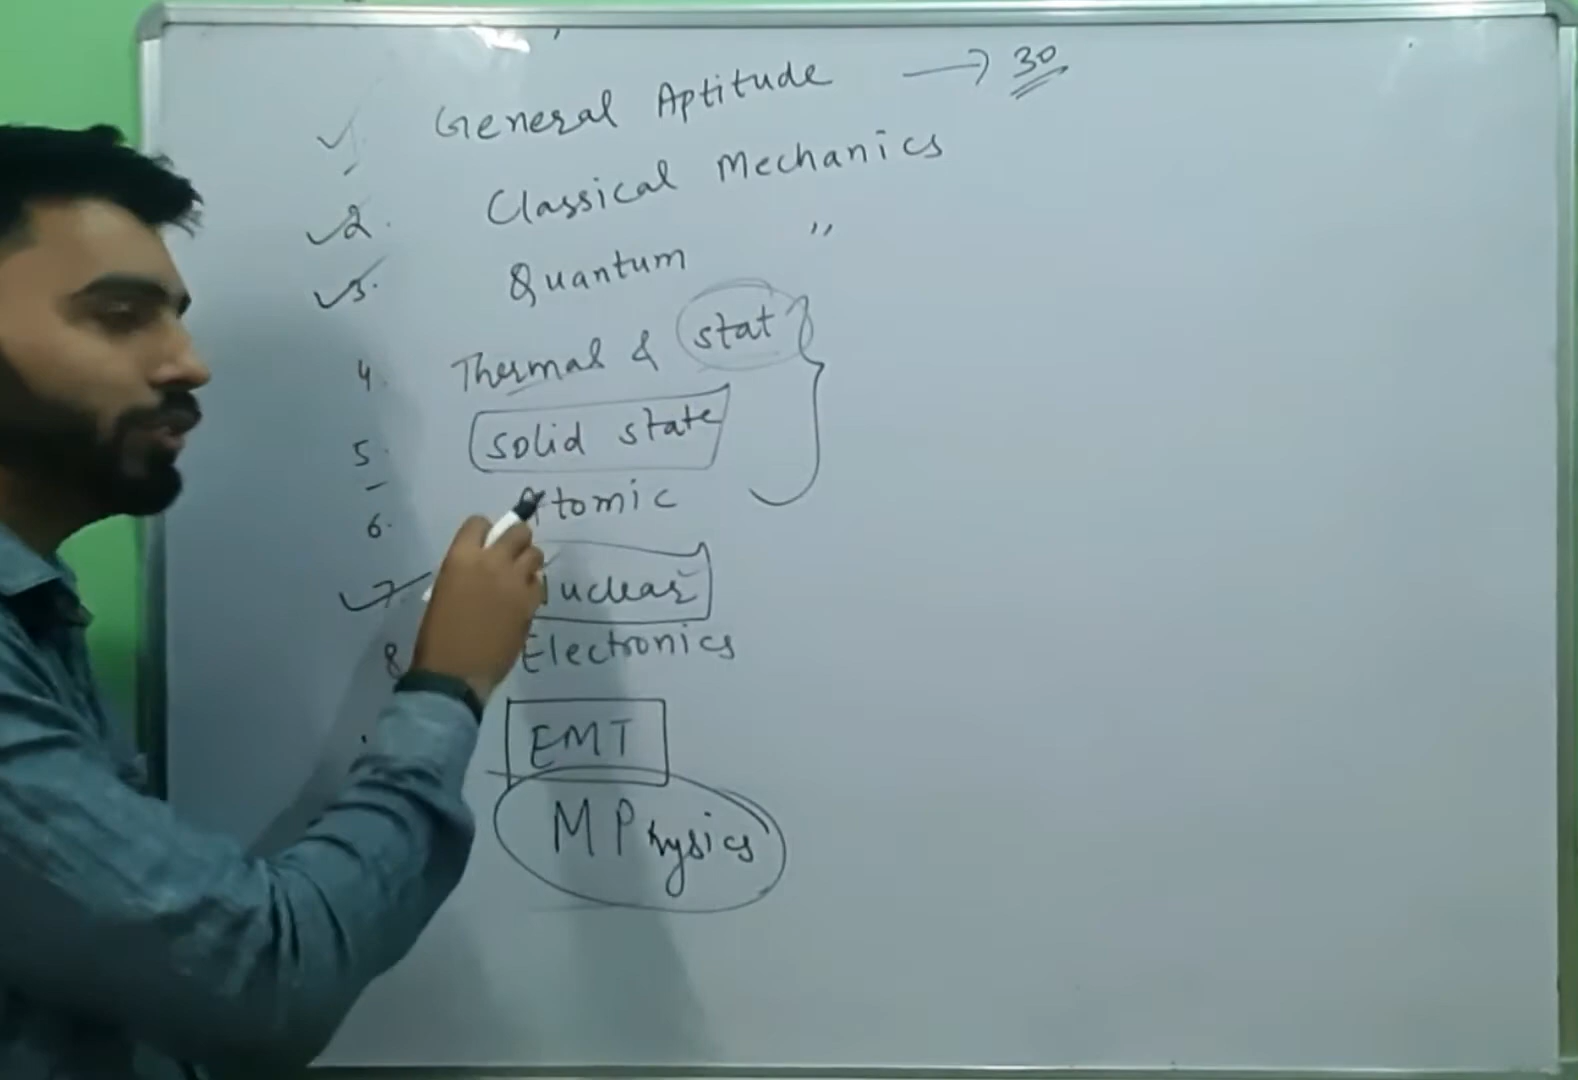 1. General Aptitude → 30
2. Classical Mechanics
3. Quantum "
4. Thermal & stat
5. solid state
6. Atomic
7. Nuclear
8. Electronics
EMT
M Physics